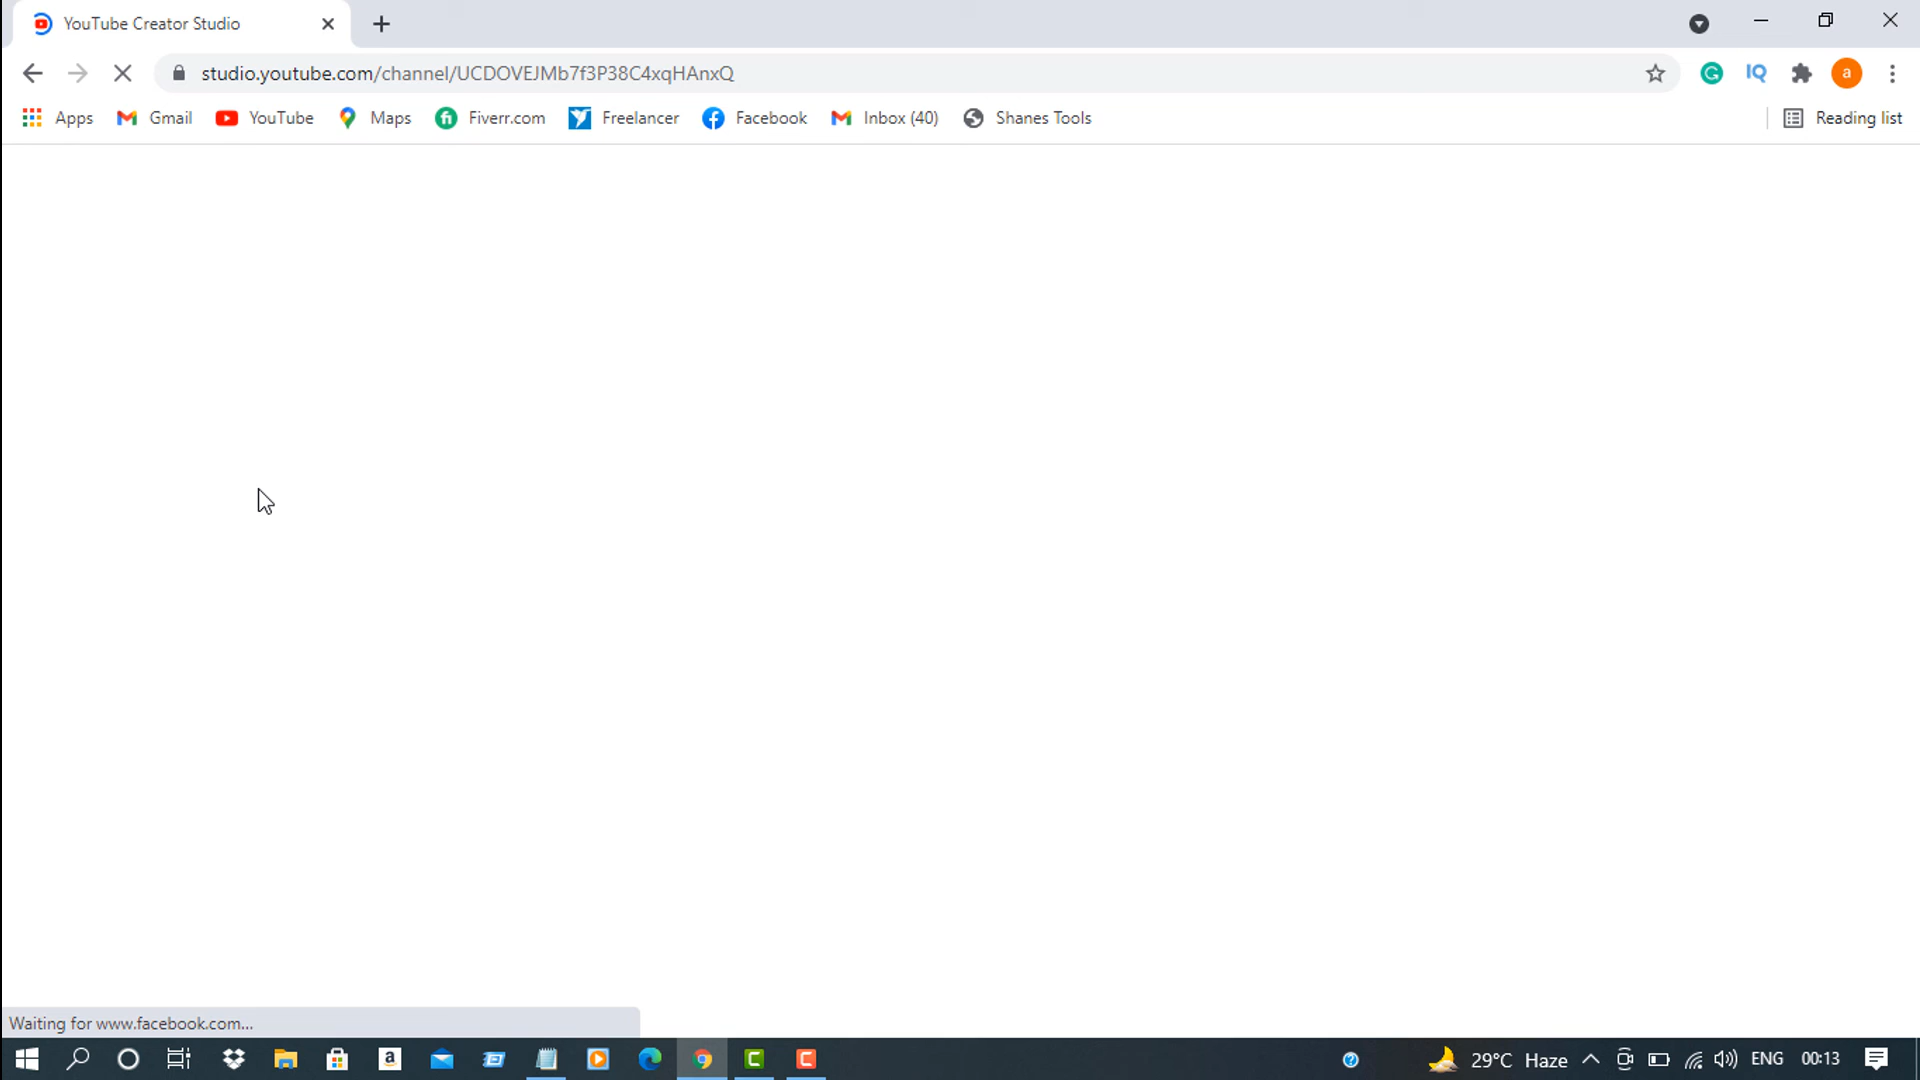 YouTube Creator Studio
studio.youtube.com/channel/UCDOVEJMb7f3P38C4xqHAnxQ
IQ
a
Apps
Gmail
YouTube
Maps
Fiverr.com
Freelancer
Facebook
Inbox (40)
Shanes Tools
Reading list
Waiting for www.facebook.com...
29°C Haze
ENG
00:13